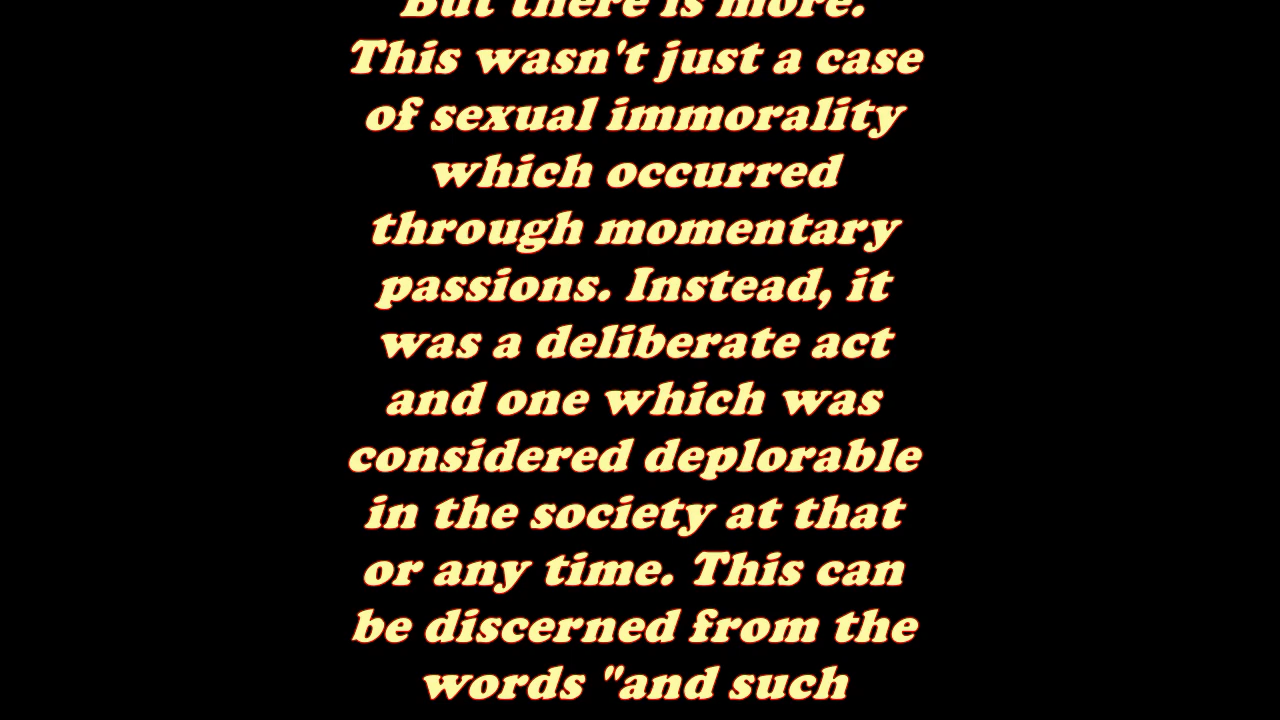 But there is more.
This wasn't just a case
of sexual immorality
which occurred
through momentary
passions. Instead, it
was a deliberate act
and one which was
considered deplorable
in the society at that
or any time. This can
be discerned from the
words "and such